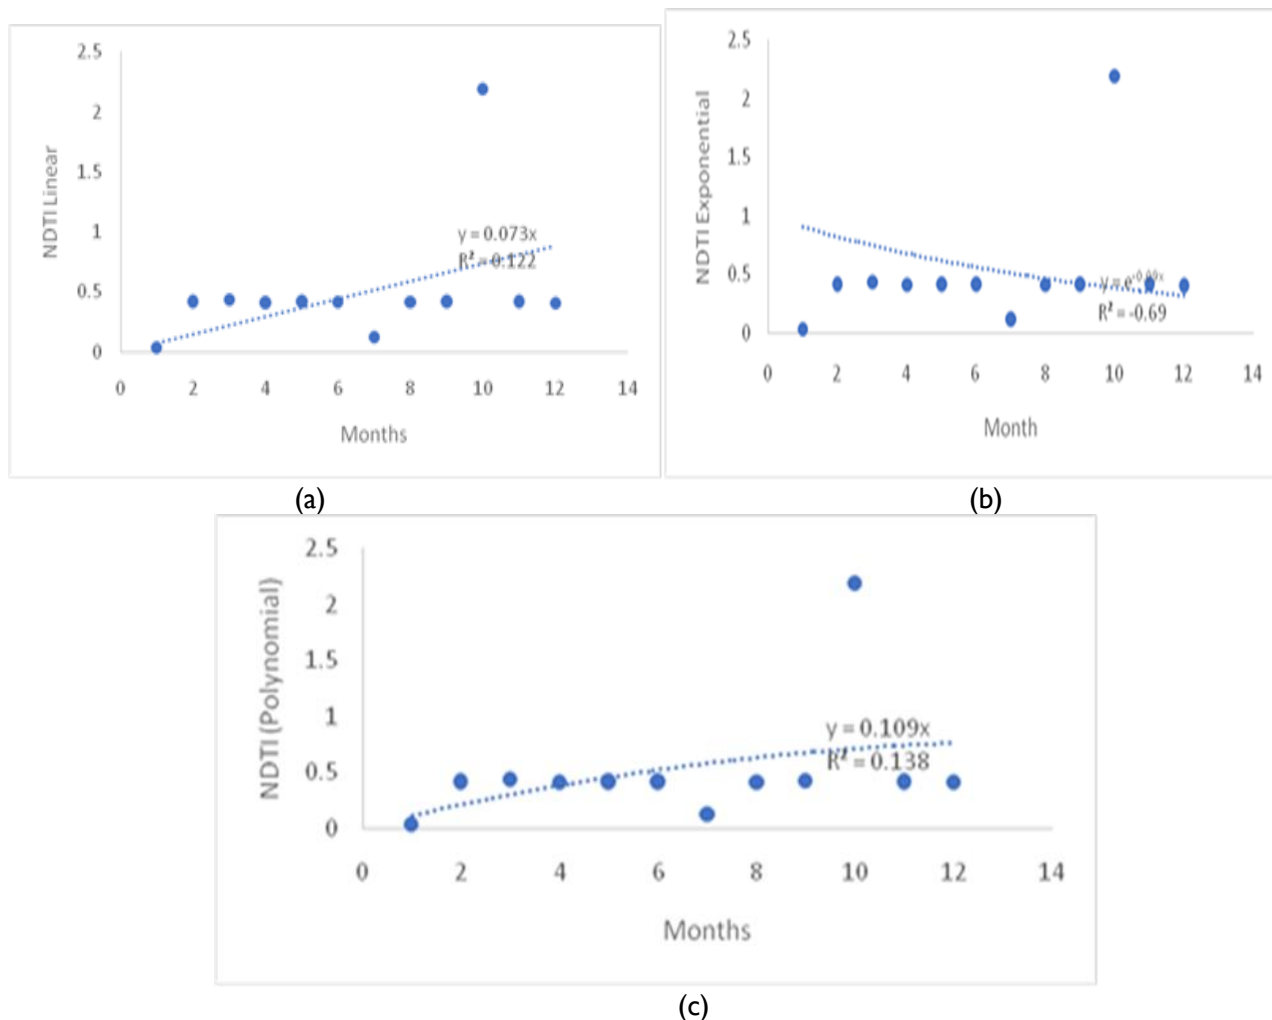 NDTI Linear
2.5
2
1.5
1
0.5
0
0 2 4 6 8 10 12 14
Months
y = 0.073x
R² = 0.122
(a)
NDTI Exponential
2.5
2
1.5
1
0.5
0
0 2 4 6 8 10 12 14
Month
R² = -0.69
(b)
NDTI (Polynomial)
2.5
2
1.5
1
0.5
0
0 2 4 6 8 10 12 14
Months
y = 0.109x
R² = 0.138
(c)